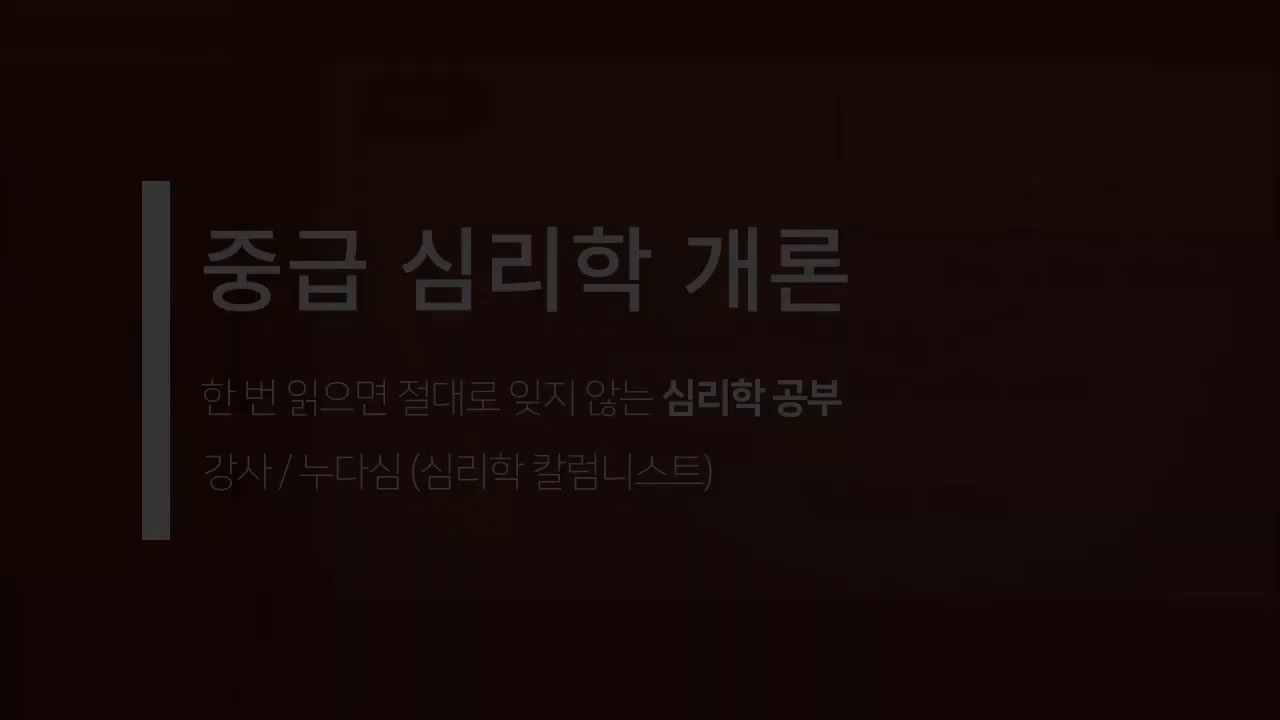 중급 심리학 개론
한 번 읽으면 절대로 잊지 않는 심리학 공부
강사 / 누다심 (심리학 칼럼니스트)